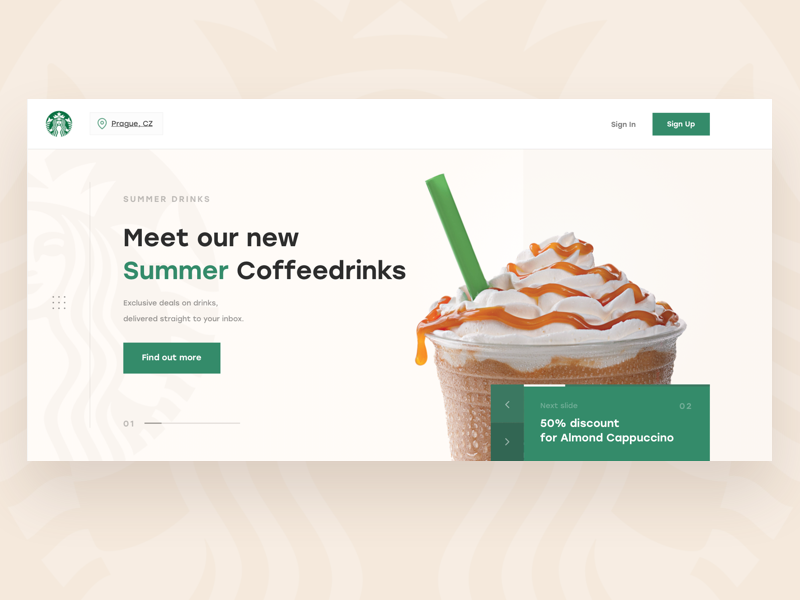 Prague, CZ
Sign In
Sign Up
SUMMER DRINKS
Meet our new
Summer Coffeedrinks
Exclusive deals on drinks,
delivered straight to your inbox.
Find out more
01
Next slide
02
50% discount
for Almond Cappuccino